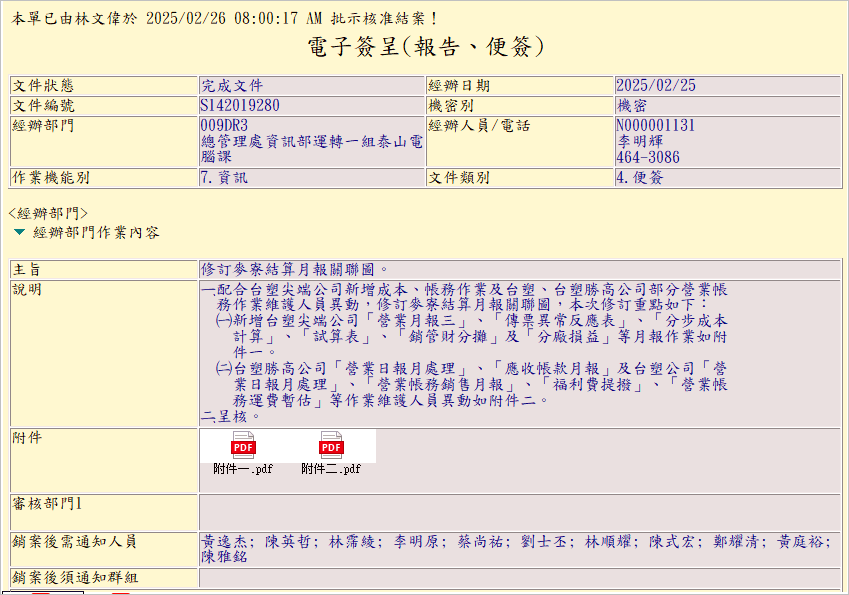 本單已由林文偉於 2025/02/26 08:00:17 AM 批示核准結案!
電子簽呈(報告、便簽)
文件狀態 完成文件 經辦日期 2025/02/25
文件編號 S142019280 機密別 機密
經辦部門 009DR3 經辦人員/電話 N000001131
總管理處資訊部運轉一組泰山電 李明輝
腦課 464-3086
作業機能別 7.資訊 文件類別 4.便簽
<經辦部門>
經辦部門作業內容
主旨 修訂麥寮結算月報關聯圖。
說明 一、配合台塑尖端公司新增成本、帳務作業及台塑、台塑勝高公司部分營業帳
務作業維護人員異動,修訂麥寮結算月報關聯圖,本次修訂重點如下:
㈠新增台塑尖端公司「營業月報三」、「傳票異常反應表」、「分步成本
計算」、「試算表」、「銷管財分攤」及「分廠損益」等月報作業如附
件一。
㈡台塑勝高公司「營業日報月處理」、「應收帳款月報」及台塑公司「營
業日報月處理」、「營業帳務銷售月報」、「福利費提撥」、「營業帳
務運費暫估」等作業維護人員異動如附件二。
二、呈核。
附件
PDF PDF
附件一.pdf 附件二.pdf
審核部門1
銷案後需通知人員 黃逸杰; 陳英哲; 林霈綾; 李明原; 蔡尚祐; 劉士丕; 林順耀; 陳式宏; 鄭耀清; 黃庭裕;
陳雅銘
銷案後須通知群組